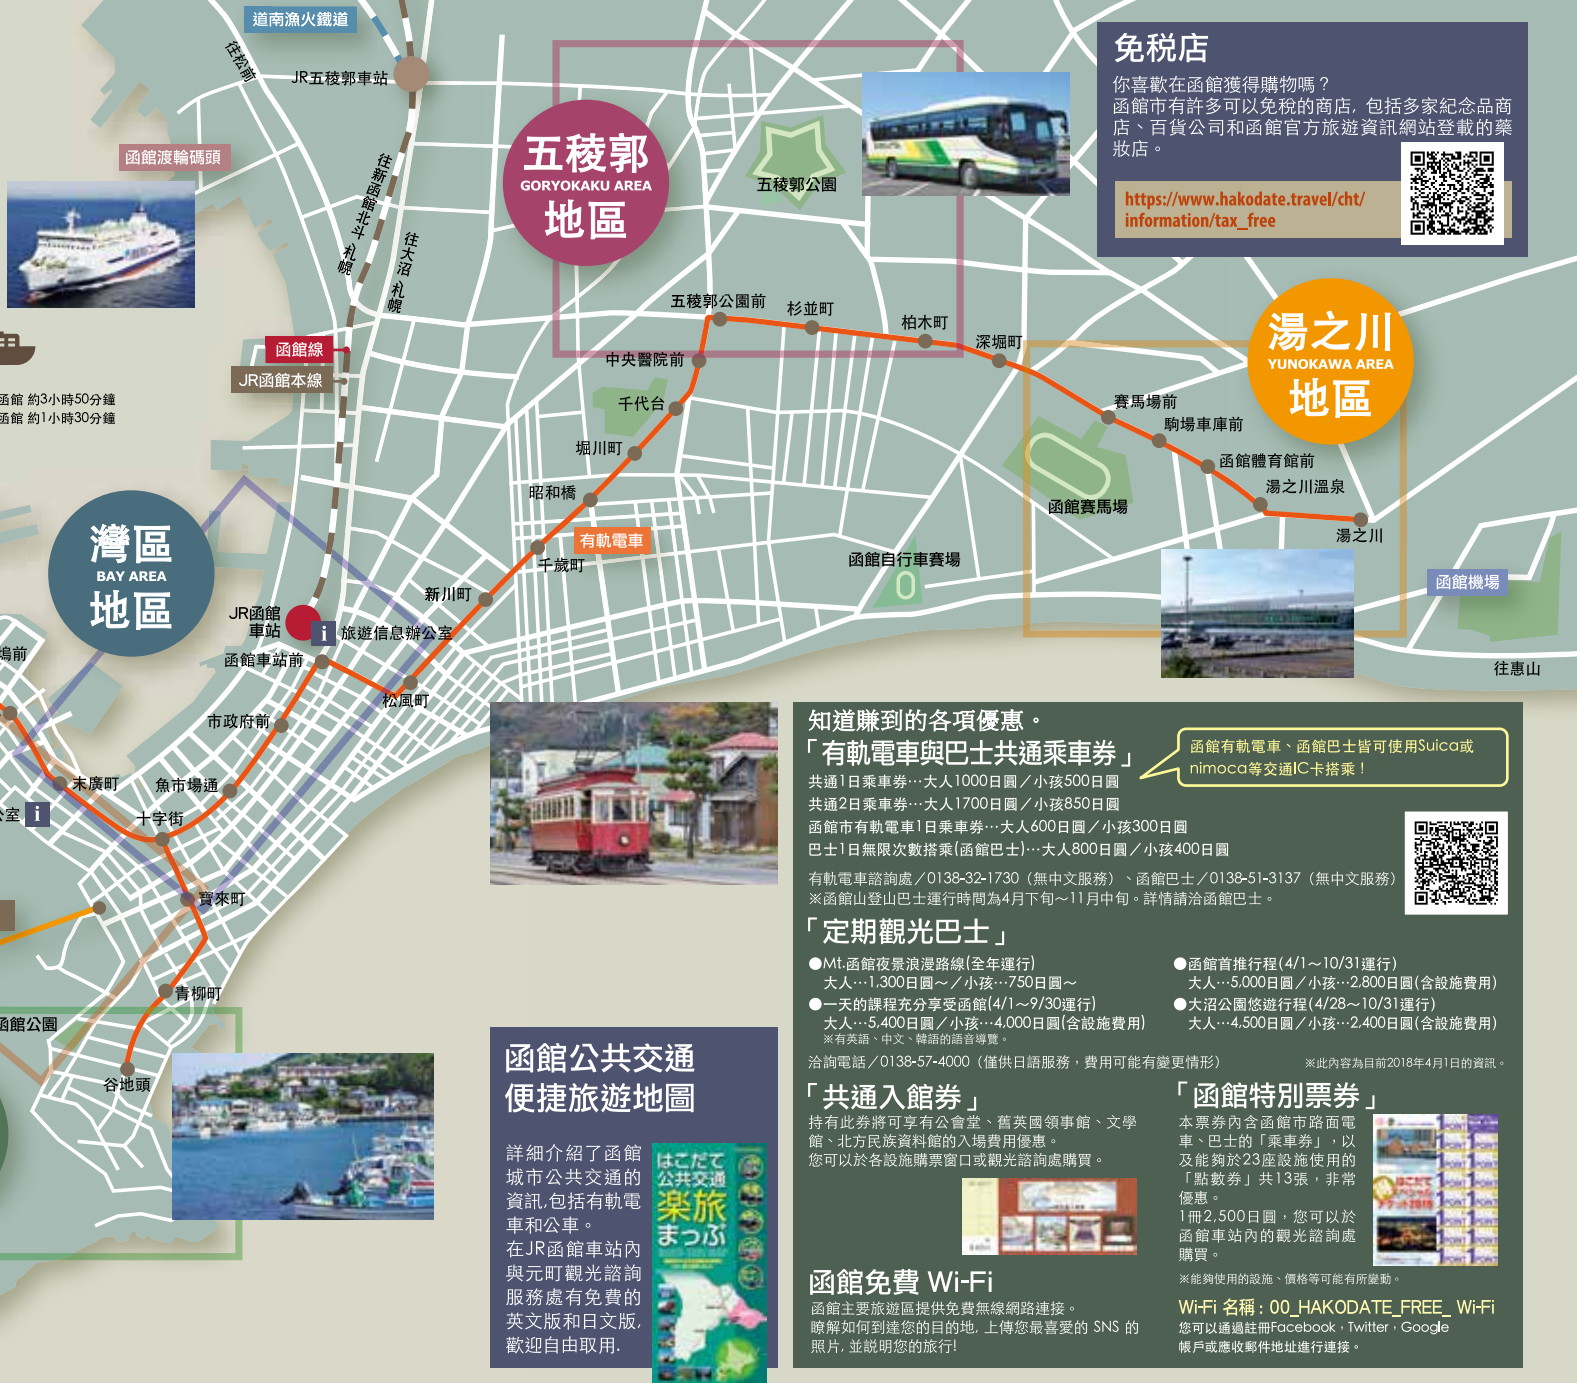 道南漁火鐵道
往松前
JR五稜郭車站
函館渡輪碼頭
往新函館北斗、札幌
往大沼、札幌
五稜郭
GORYOKAKU AREA
地區
五稜郭公園
免稅店
你喜歡在函館獲得購物嗎？
函館市有許多可以免稅的商店, 包括多家紀念品商
店、百貨公司和函館官方旅遊資訊網站登載的藥
妝店。
https://www.hakodate.travel/cht/
information/tax_free
湯之川
YUNOKAWA AREA
地區
五稜郭公園前
杉並町
柏木町
深堀町
中央醫院前
千代台
堀川町
昭和橋
有軌電車
千歲町
新川町
函館線
JR函館本線
函館 約3小時50分鐘
函館 約1小時30分鐘
賽馬場前
駒場車庫前
函館體育館前
湯之川溫泉
湯之川
函館賽馬場
函館自行車賽場
函館機場
往惠山
灣區
BAY AREA
地區
JR函館
車站
i
旅遊信息辦公室
函館車站前
松風町
市政府前
魚市場通
塢前
末廣町
十字街
公室 i
寶來町
青柳町
函館公園
谷地頭
函館公共交通
便捷旅遊地圖
詳細介紹了函館
城市公共交通的
資訊,包括有軌電
車和公車。
在JR函館車站內
與元町觀光諮詢
服務處有免費的
英文版和日文版,
歡迎自由取用.
はこだて
公共交通
楽旅
まっぷ
知道賺到的各項優惠。
「有軌電車與巴士共通乘車券」
函館有軌電車、函館巴士皆可使用Suica或
nimoca等交通IC卡搭乘！
共通1日乘車券⋯大人1000日圓／小孩500日圓
共通2日乘車券⋯大人1700日圓／小孩850日圓
函館市有軌電車1日乘車券⋯大人600日圓／小孩300日圓
巴士1日無限次數搭乘(函館巴士)⋯大人800日圓／小孩400日圓
有軌電車諮詢處／0138-32-1730（無中文服務）、函館巴士／0138-51-3137（無中文服務）
※函館山登山巴士運行時間為4月下旬～11月中旬。詳情請洽函館巴士。
「定期觀光巴士」
●Mt.函館夜景浪漫路線(全年運行)
大人⋯1,300日圓～／小孩⋯750日圓～
●一天的課程充分享受函館(4/1～9/30運行)
大人⋯5,400日圓／小孩⋯4,000日圓(含設施費用)
※有英語、中文、韓語的語音導覽。
●函館首推行程(4/1～10/31運行)
大人⋯5,000日圓／小孩⋯2,800日圓(含設施費用)
●大沼公園悠遊行程(4/28～10/31運行)
大人⋯4,500日圓／小孩⋯2,400日圓(含設施費用)
洽詢電話／0138-57-4000（僅供日語服務，費用可能有變更情形）
※此內容為目前2018年4月1日的資訊。
「共通入館券」
持有此券將可享有公會堂、舊英國領事館、文學
館、北方民族資料館的入場費用優惠。
您可以於各設施購票窗口或觀光諮詢處購買。
「函館特別票券」
本票券內含函館市路面電
車、巴士的「乘車券」，以
及能夠於23座設施使用的
「點數券」共13張，非常
優惠。
1冊2,500日圓，您可以於
函館車站內的觀光諮詢處
購買。
※能夠使用的設施、價格等可能有所變動。
函館免費 Wi-Fi
函館主要旅遊區提供免費無線網路連接。
瞭解如何到達您的目的地, 上傳您最喜愛的 SNS 的
照片, 並說明您的旅行!
Wi-Fi 名稱 : 00_HAKODATE_FREE_ Wi-Fi
您可以通過註冊Facebook，Twitter，Google
帳戶或應收郵件地址進行連接。